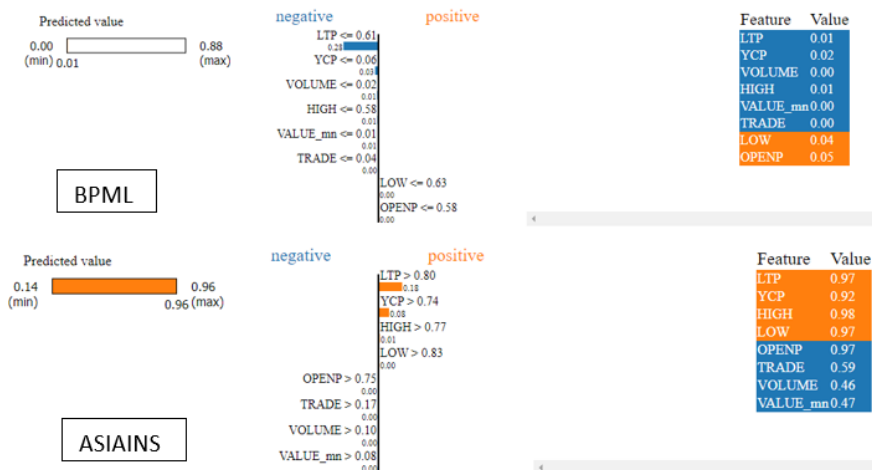 negative positive
Predicted value
0.00 0.88
(min) 0.01 (max)
LTP <= 0.61
0.28
YCP <= 0.06
0.03
VOLUME <= 0.02
0.01
HIGH <= 0.58
0.01
VALUE_mn <= 0.01
0.01
TRADE <= 0.04
0.00
LOW <= 0.63
0.00
OPENP <= 0.58
0.00
Feature Value
LTP 0.01
YCP 0.02
VOLUME 0.00
HIGH 0.01
VALUE_mn 0.00
TRADE 0.00
LOW 0.04
OPENP 0.05
BPML
negative positive
Predicted value
0.14 0.96
(min) 0.96 (max)
LTP > 0.80
0.18
YCP > 0.74
0.08
HIGH > 0.77
0.01
LOW > 0.83
0.00
OPENP > 0.75
0.00
TRADE > 0.17
0.00
VOLUME > 0.10
0.00
VALUE_mn > 0.08
0.00
Feature Value
LTP 0.97
YCP 0.92
HIGH 0.98
LOW 0.97
OPENP 0.97
TRADE 0.59
VOLUME 0.46
VALUE_mn 0.47
ASIAINS